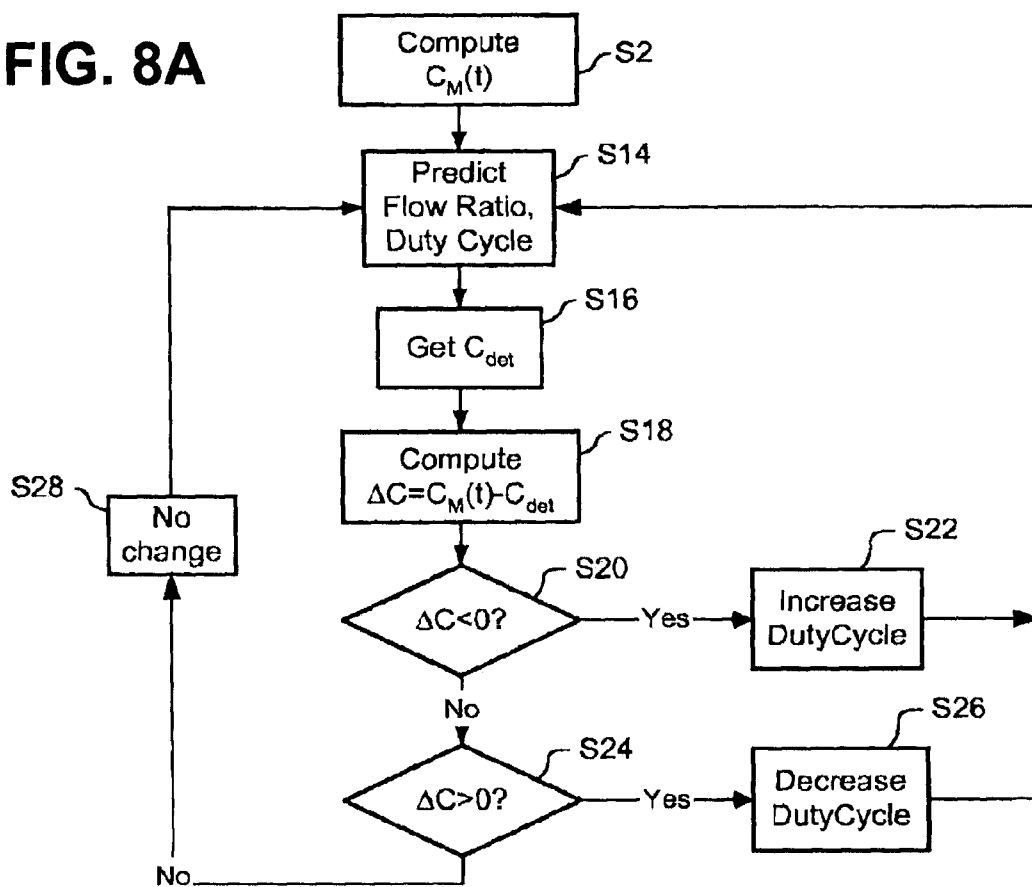 FIG. 8A
Compute
C_M(t)
S2
S14
Predict
Flow Ratio,
Duty Cycle
S16
Get C_det
S18
Compute
ΔC=C_M(t)-C_det
S28
No
change
S20
ΔC<0?
Yes
S22
Increase
DutyCycle
No
S24
ΔC>0?
Yes
S26
Decrease
DutyCycle
No